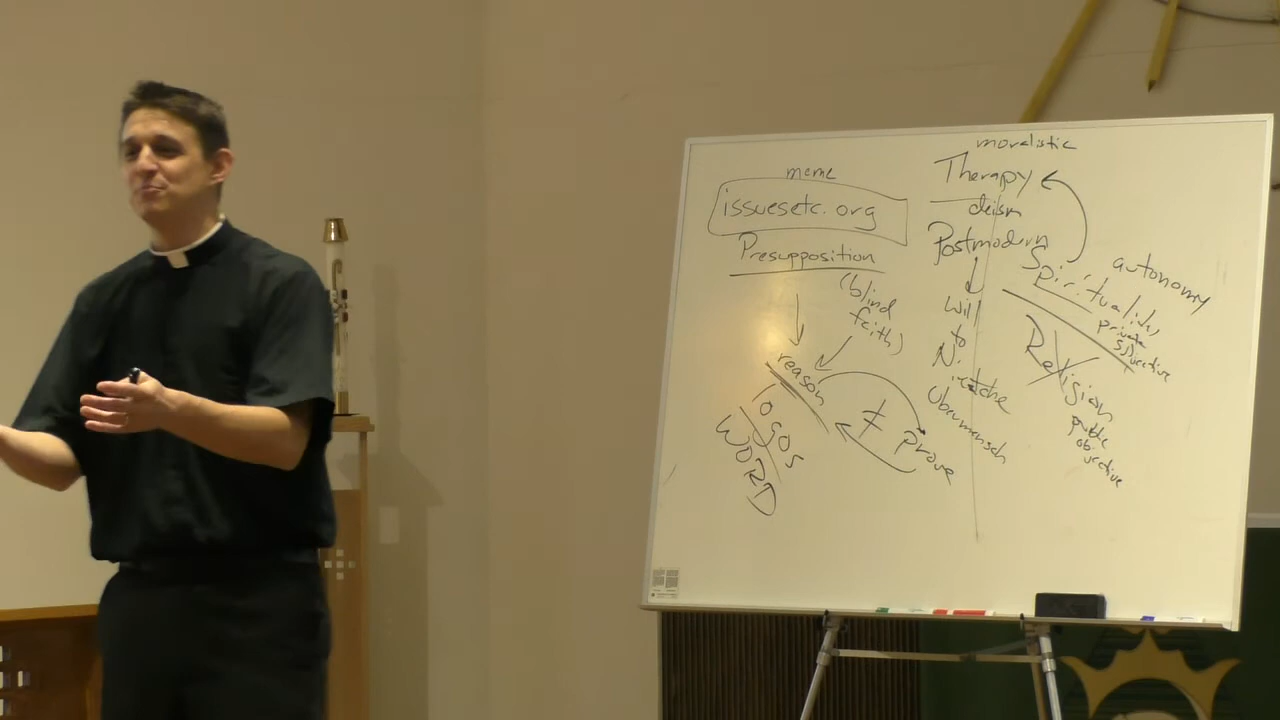 meme
issuesetc.org
Presupposition
(blind
faith)
reason
logos
WORD
≠ prove
moralistic
Therapy
deism
Postmodern
Will
to
Übermensch
autonomy
Spirituality
private
subjective
Religion
public
objective